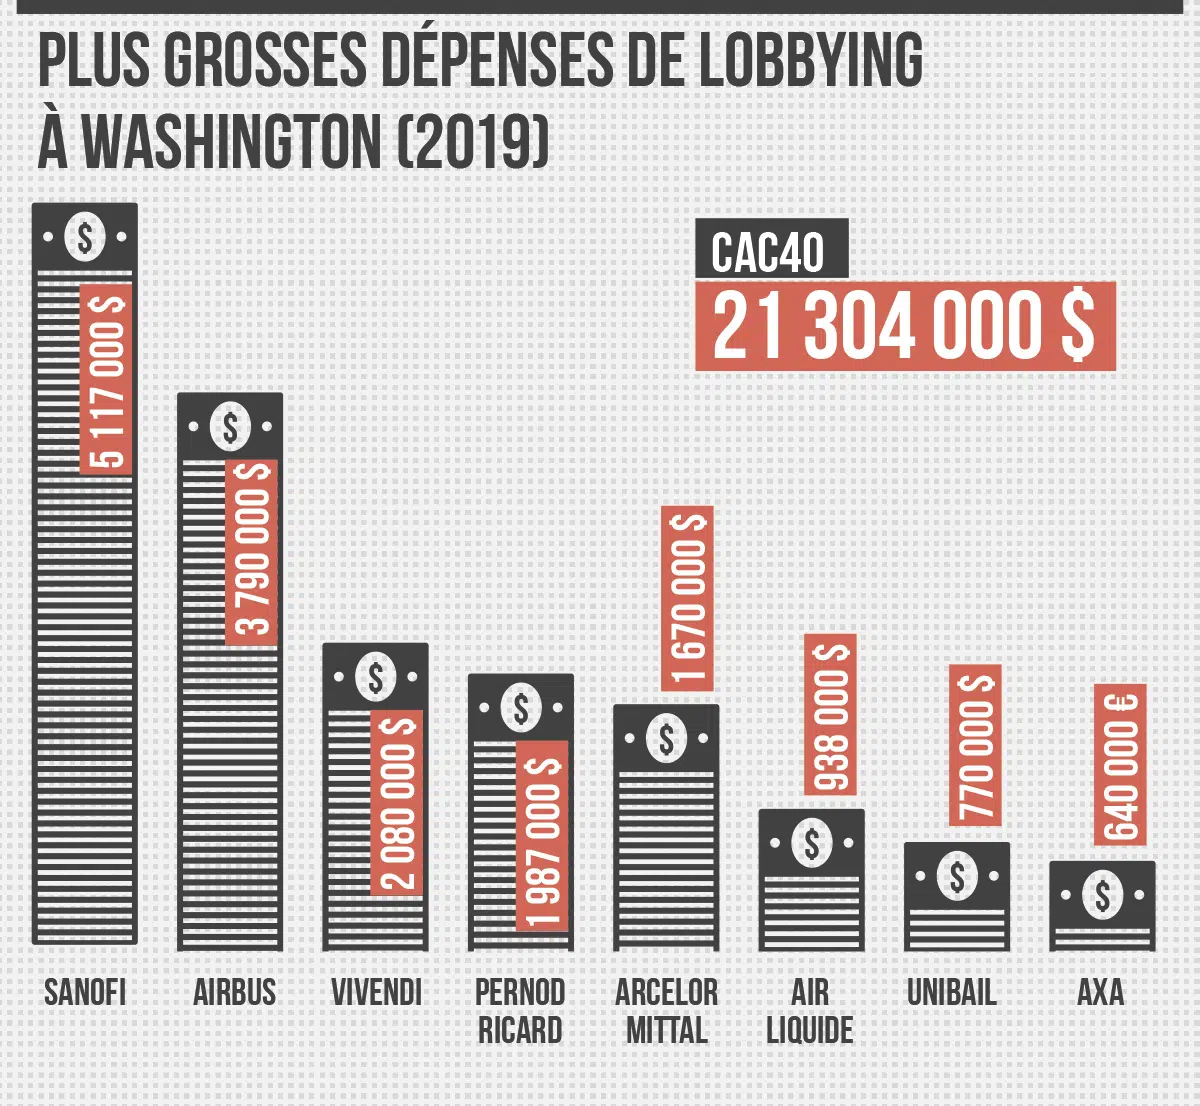 PLUS GROSSES DÉPENSES DE LOBBYING
À WASHINGTON (2019)
CAC40
21 304 000 $
$
5 117 000 $
$
3 790 000 $
$
2 080 000 $
$
1 987 000 $
1 670 000 $
$
938 000 $
$
770 000 $
$
640 000 €
$
SANOFI
AIRBUS
VIVENDI
PERNOD
RICARD
ARCELOR
MITTAL
AIR
LIQUIDE
UNIBAIL
AXA